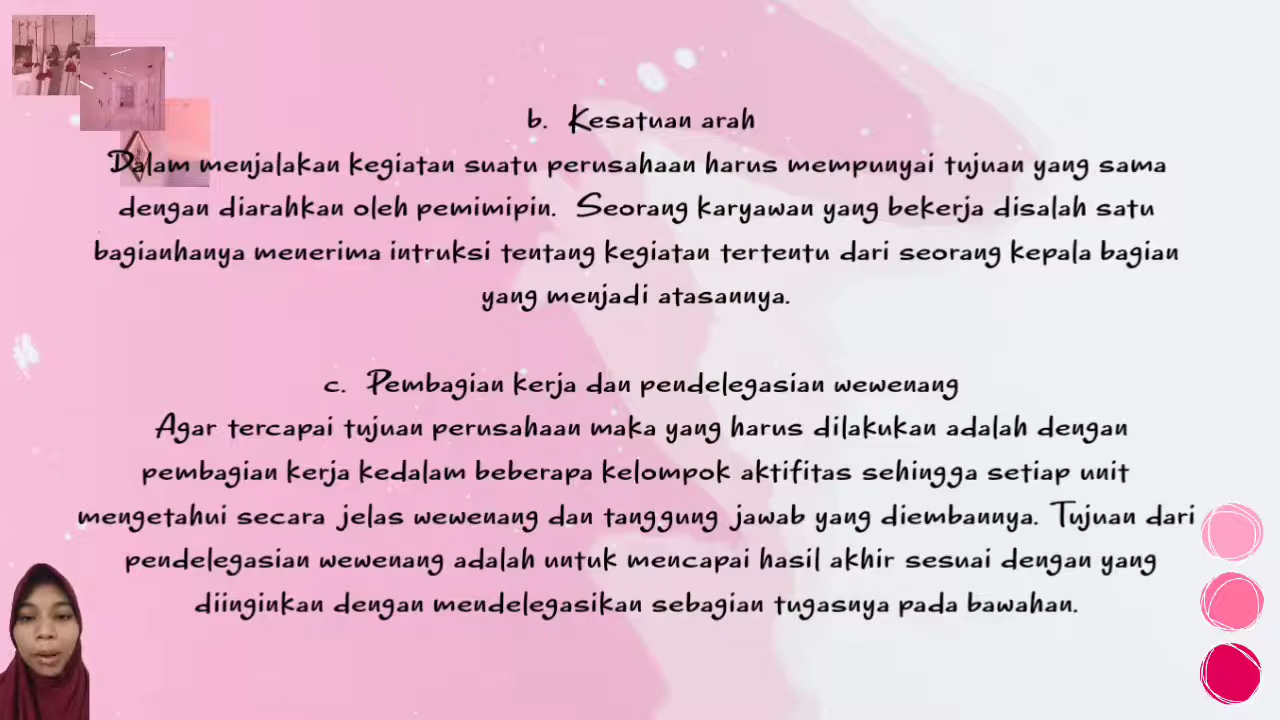 b. Kesatuan arah
Dalam menjalakan kegiatan suatu perusahaan harus mempunyai tujuan yang sama
dengan diarahkan oleh pemimipin. Seorang karyawan yang bekerja disalah satu
bagianhanya menerima intruksi tentang kegiatan tertentu dari seorang kepala bagian
yang menjadi atasannya.
c. Pembagian kerja dan pendelegasian wewenang
Agar tercapai tujuan perusahaan maka yang harus dilakukan adalah dengan
pembagian kerja kedalam beberapa kelompok aktifitas sehingga setiap unit
mengetahui secara jelas wewenang dan tanggung jawab yang diembannya. Tujuan dari
pendelegasian wewenang adalah untuk mencapai hasil akhir sesuai dengan yang
diinginkan dengan mendelegasikan sebagian tugasnya pada bawahan.